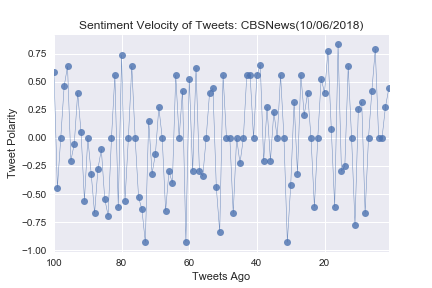 Sentiment Velocity of Tweets: CBSNews(10/06/2018)
0.75
0.50
0.25
0.00
−0.25
−0.50
−0.75
−1.00
Tweet Polarity
100 80 60 40 20
Tweets Ago